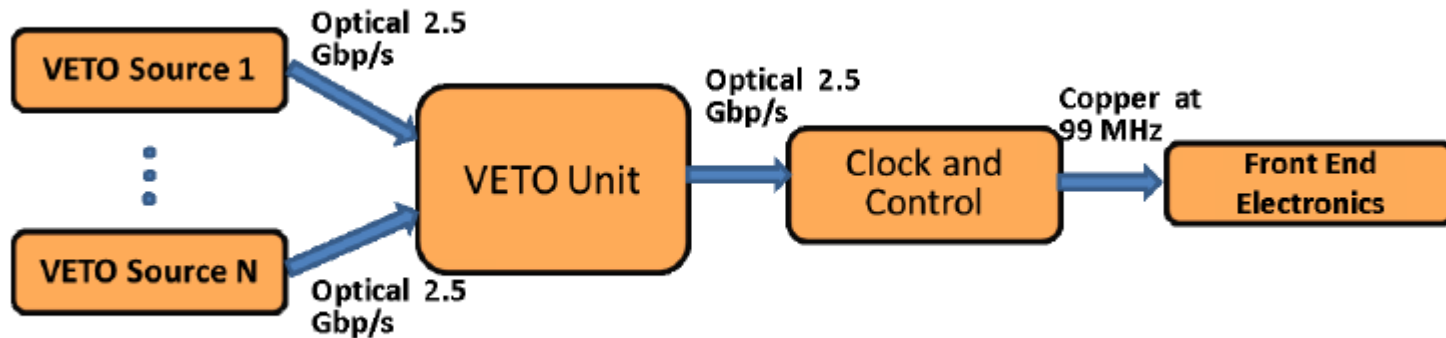 VETO Source 1
Optical 2.5
Gbp/s
VETO Unit
Optical 2.5
Gbp/s
Clock and
Control
Copper at
99 MHz
Front End
Electronics
VETO Source N
Optical 2.5
Gbp/s